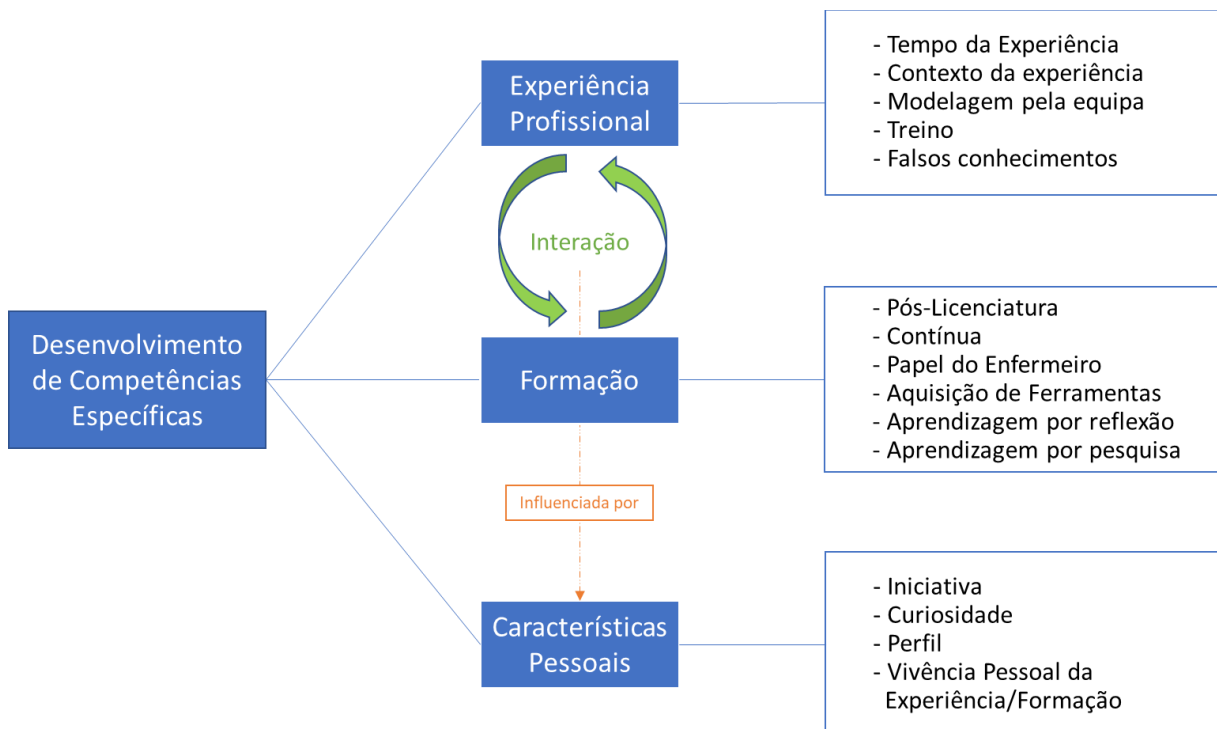 Desenvolvimento
de Competências
Específicas
Experiência
Profissional
- Tempo da Experiência
- Contexto da experiência
- Modelagem pela equipa
- Treino
- Falsos conhecimentos
Interação
Formação
- Pós-Licenciatura
- Contínua
- Papel do Enfermeiro
- Aquisição de Ferramentas
- Aprendizagem por reflexão
- Aprendizagem por pesquisa
Influenciada por
Características
Pessoais
- Iniciativa
- Curiosidade
- Perfil
- Vivência Pessoal da
Experiência/Formação